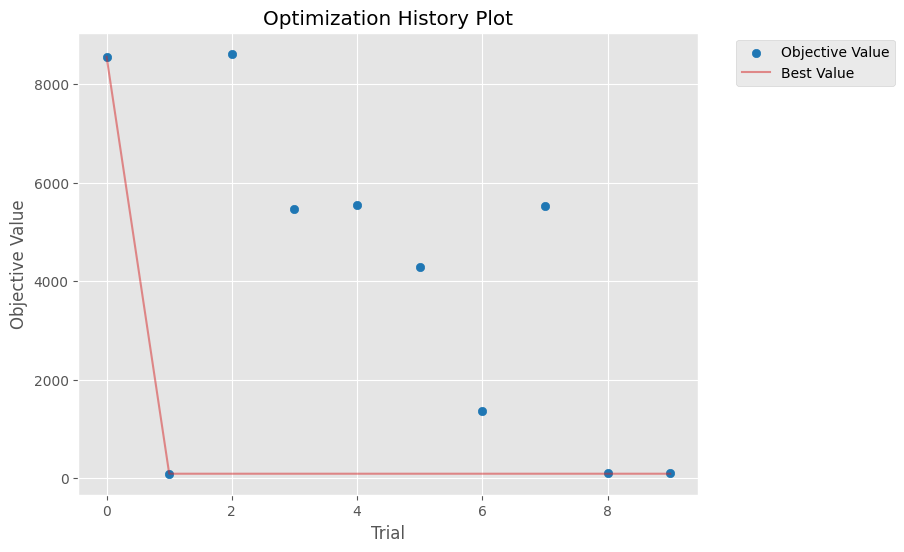 Optimization History Plot
Objective Value
Best Value
8000
6000
4000
2000
0
Objective Value
0 2 4 6 8
Trial